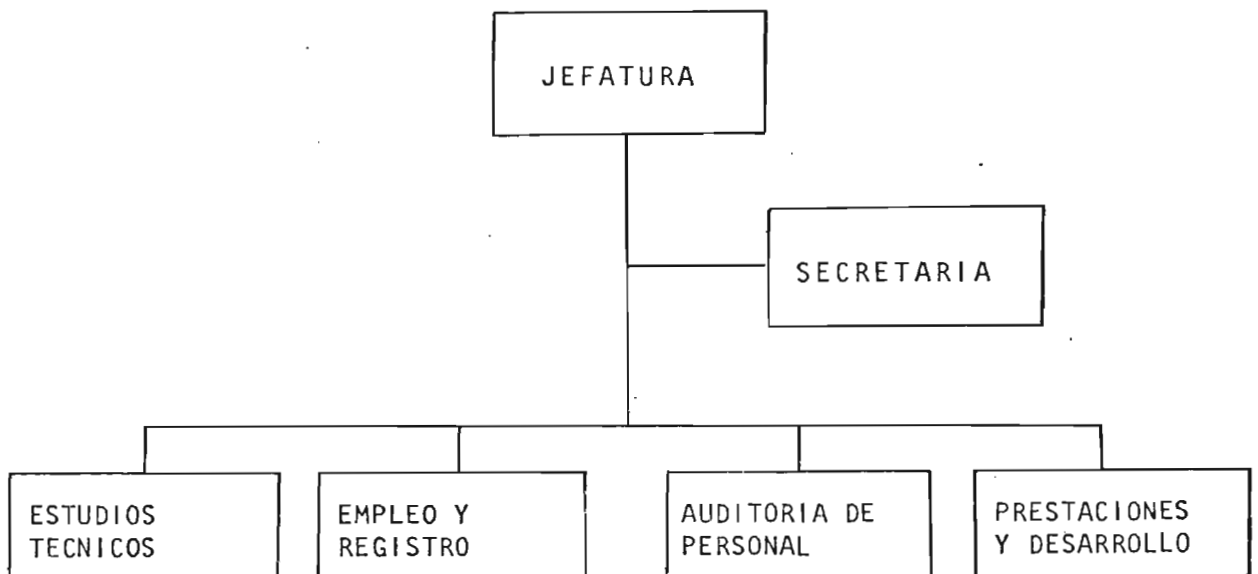 JEFATURA
SECRETARIA
ESTUDIOS
TECNICOS
EMPLEO Y
REGISTRO
AUDITORIA DE
PERSONAL
PRESTACIONES
Y DESARROLLO